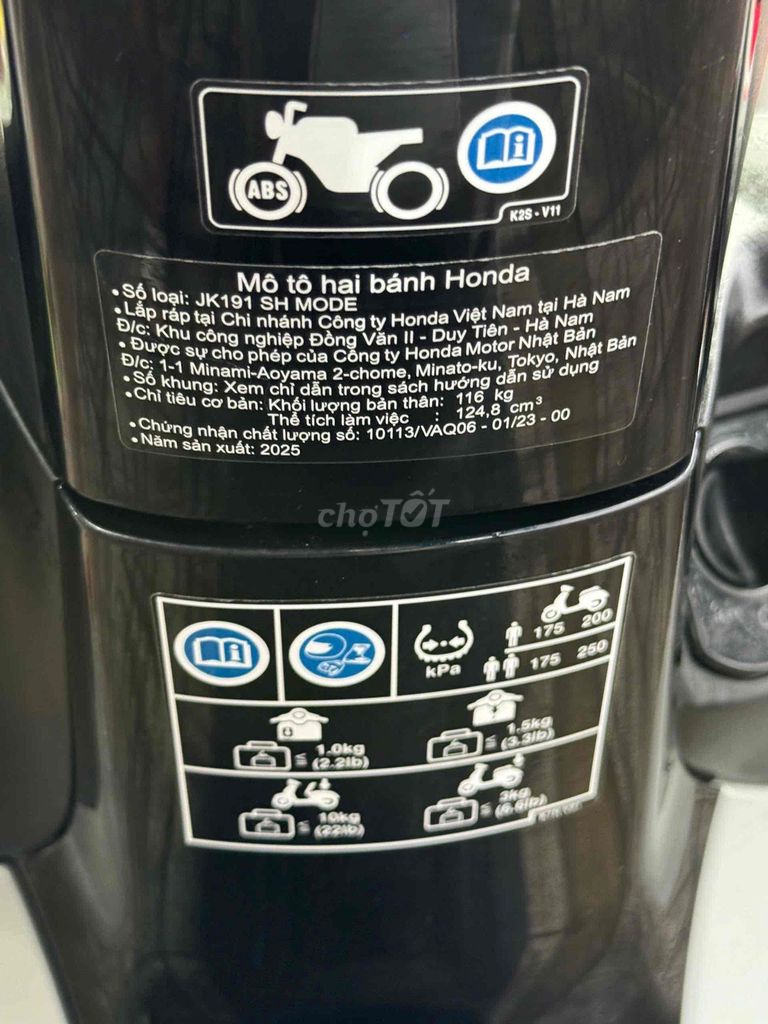 ABS
K2S - V11
Mô tô hai bánh Honda
• Số loại: JK191 SH MODE
• Lắp ráp tại Chi nhánh Công ty Honda Việt Nam tại Hà Nam
Đ/c: Khu công nghiệp Đồng Văn II - Duy Tiên - Hà Nam
• Được sự cho phép của Công ty Honda Motor Nhật Bản
Đ/c: 1-1 Minami-Aoyama 2-chome, Minato-ku, Tokyo, Nhật Bản
• Số khung: Xem chỉ dẫn trong sách hướng dẫn sử dụng
• Chỉ tiêu cơ bản: Khối lượng bản thân: 116 kg
Thể tích làm việc : 124,8 cm³
• Chứng nhận chất lượng số: 10113/VAQ06 - 01/23 - 00
• Năm sản xuất: 2025
chợTỐT
kPa
175 200
175 250
≤ 1.0kg
(2.2lb)
≤ 1.5kg
(3.3lb)
≤ 10kg
(22lb)
≤ 3kg
(6.6lb)